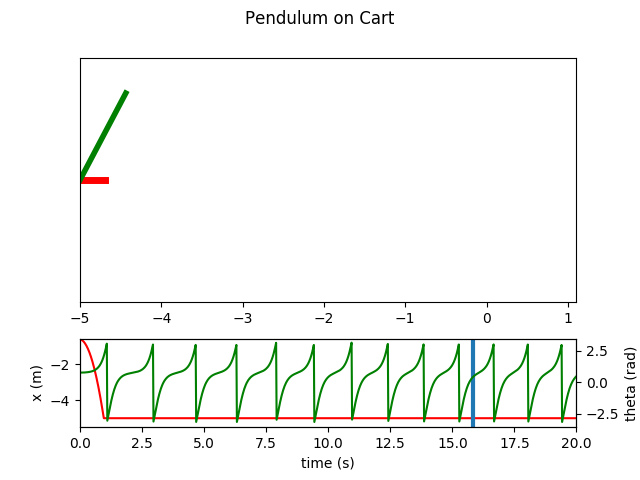 Pendulum on Cart
−5 −4 −3 −2 −1 0 1
−2
−4
x (m)
2.5
0.0
−2.5
theta (rad)
0.0 2.5 5.0 7.5 10.0 12.5 15.0 17.5 20.0
time (s)